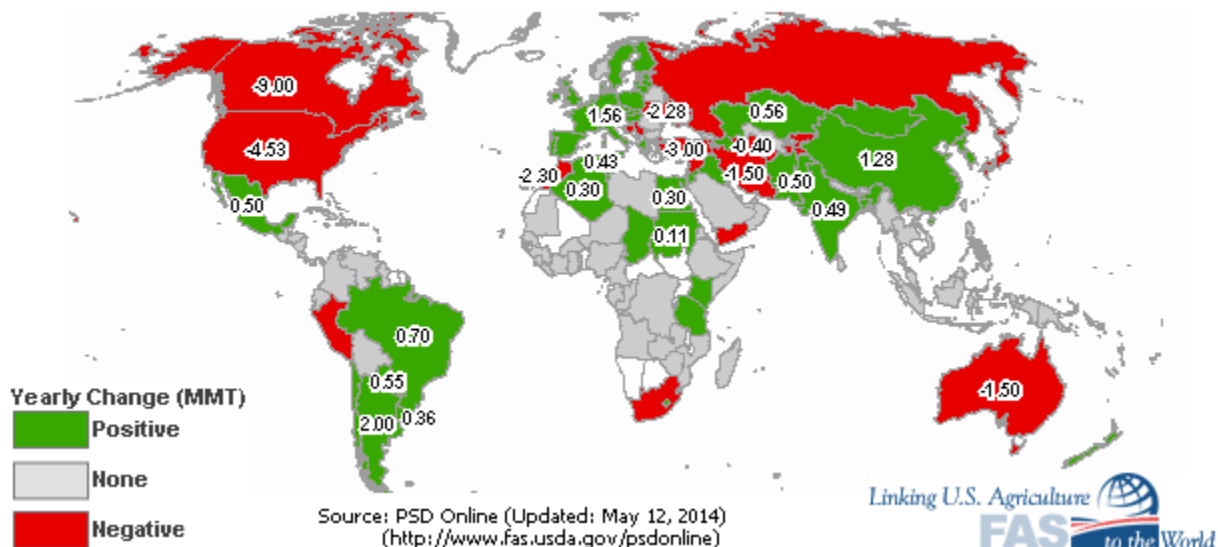 -9.00
-4.53
0.50
0.70
0.55
2.00
0.36
1.56
-2.28
0.56
-0.40
-3.00
0.43
-2.30
0.30
0.30
0.11
-1.50
0.50
1.28
0.49
-1.50
Yearly Change (MMT)
Positive
None
Negative
Source: PSD Online (Updated: May 12, 2014)
(http://www.fas.usda.gov/psdonline)
Linking U.S. Agriculture
FAS
to the World